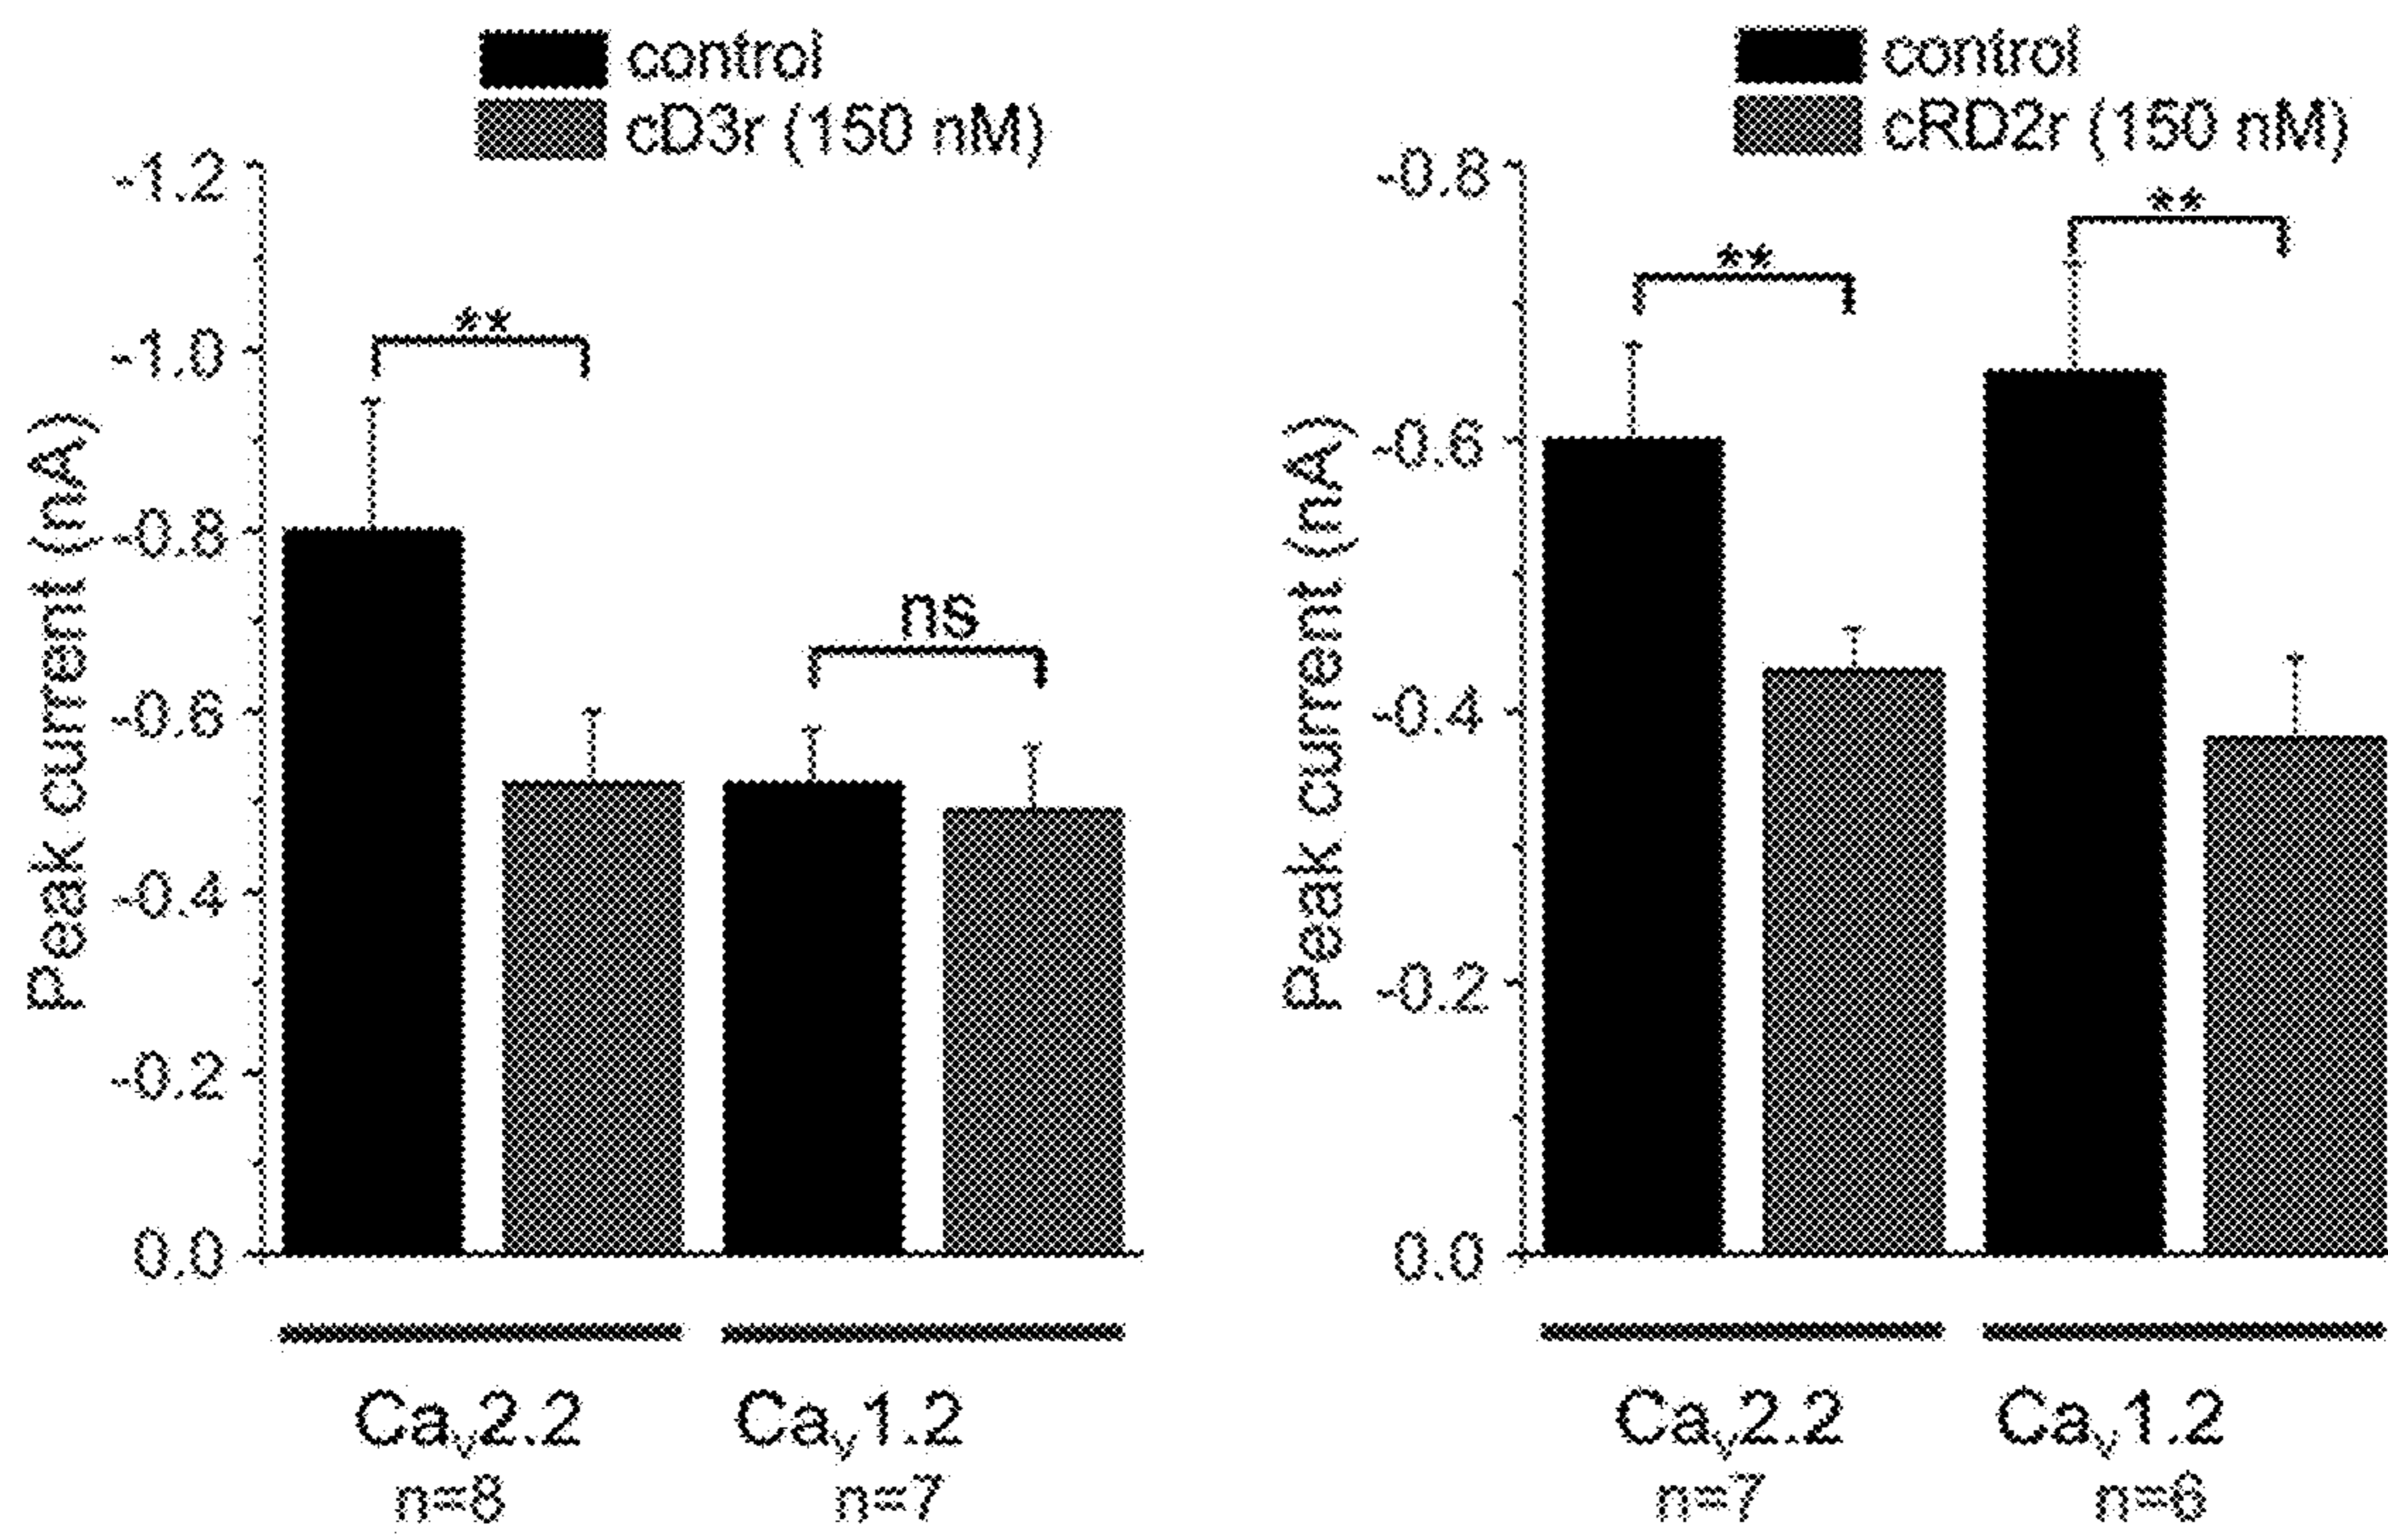 control
cD3r (150 nM)
Peak current (nA)
-1.2
-1.0
-0.8
-0.6
-0.4
-0.2
0.0
**
ns
Caᵥ2.2
n=8
Caᵥ1.2
n=7
control
cRD2r (150 nM)
Peak current (nA)
-0.8
-0.6
-0.4
-0.2
0.0
**
**
Caᵥ2.2
n=7
Caᵥ1.2
n=6